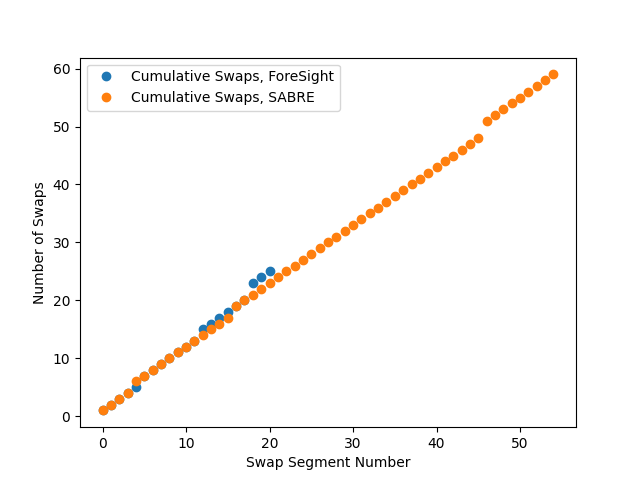 Cumulative Swaps, ForeSight
Cumulative Swaps, SABRE
60
50
40
30
20
10
0
Number of Swaps
0 10 20 30 40 50
Swap Segment Number